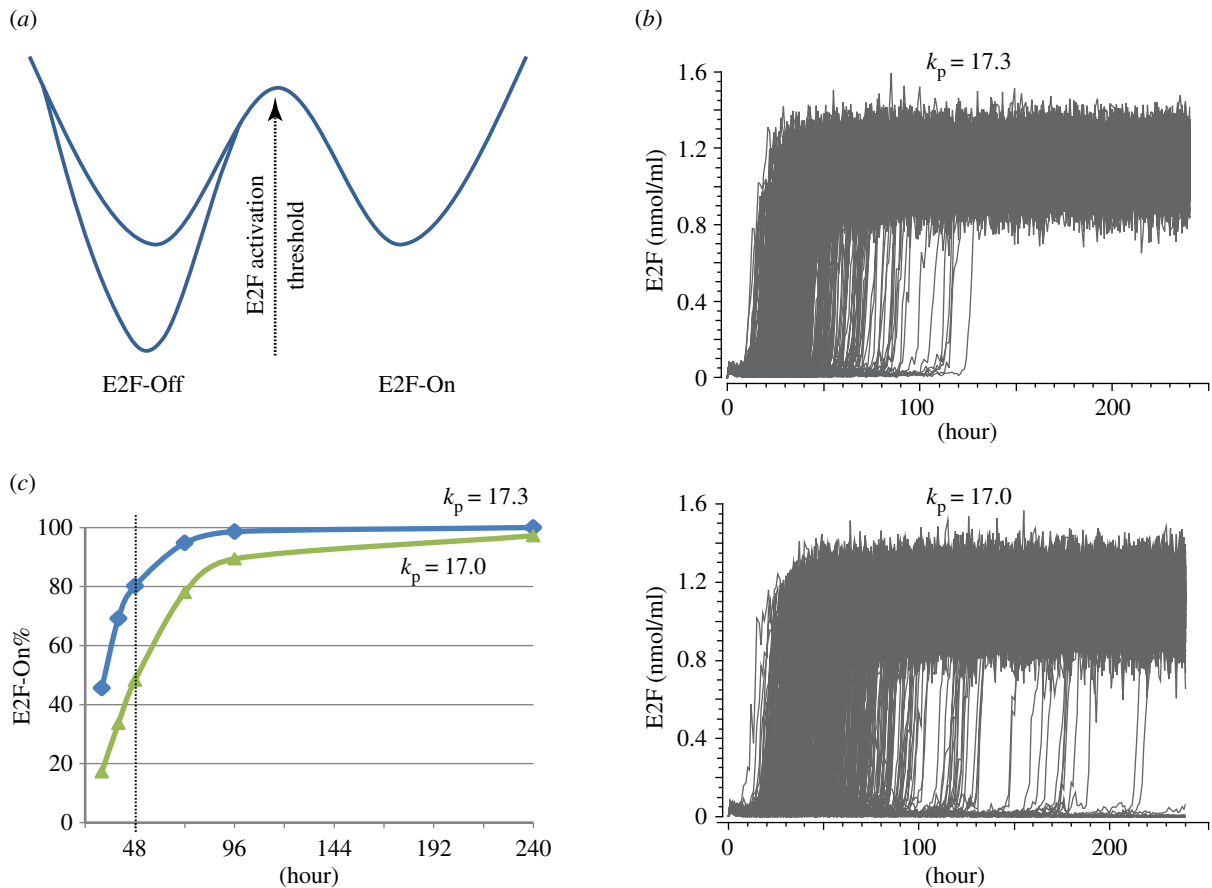 (a)
E2F activation
threshold
E2F-Off
E2F-On
(b)
kp = 17.3
1.6
1.2
0.8
0.4
0
E2F (nmol/ml)
0
100
200
(hour)
kp = 17.0
1.6
1.2
0.8
0.4
0
E2F (nmol/ml)
0
100
200
(hour)
(c)
kp = 17.3
kp = 17.0
100
80
60
40
20
0
E2F-On%
48
96
144
192
240
(hour)